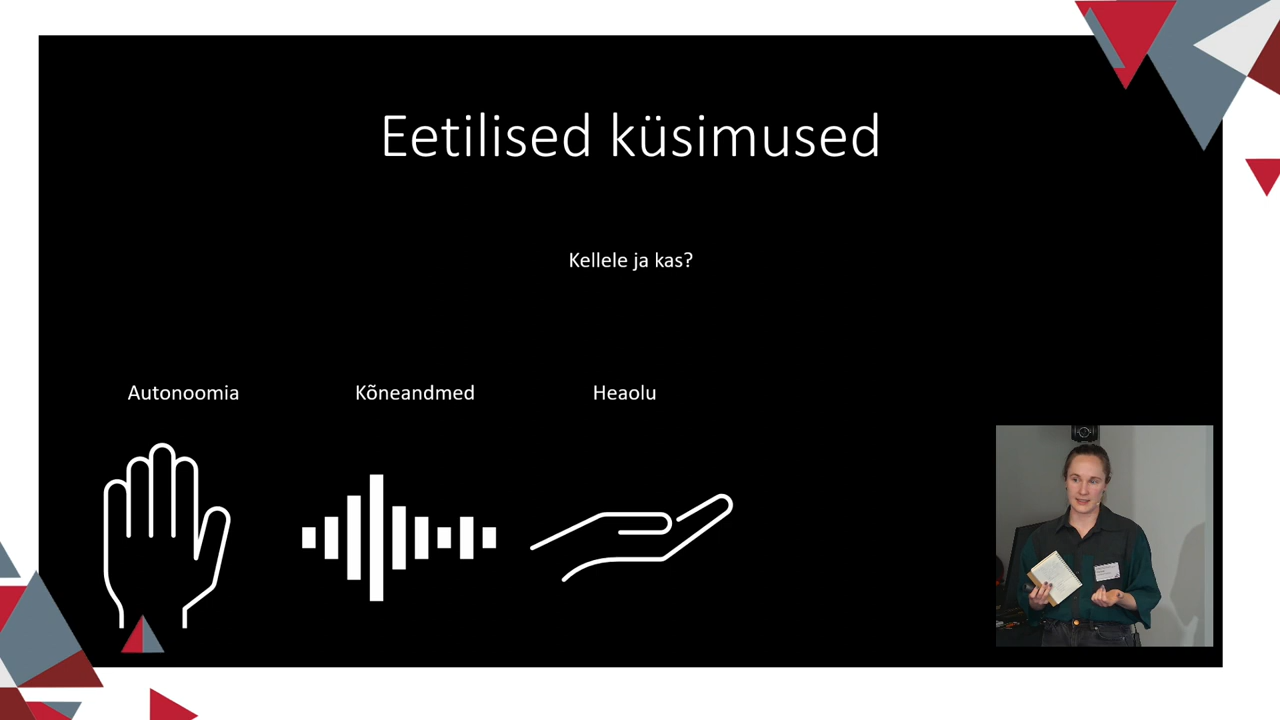 Eetilised küsimused
Kellele ja kas?
Autonoomia
Kõneandmed
Heaolu